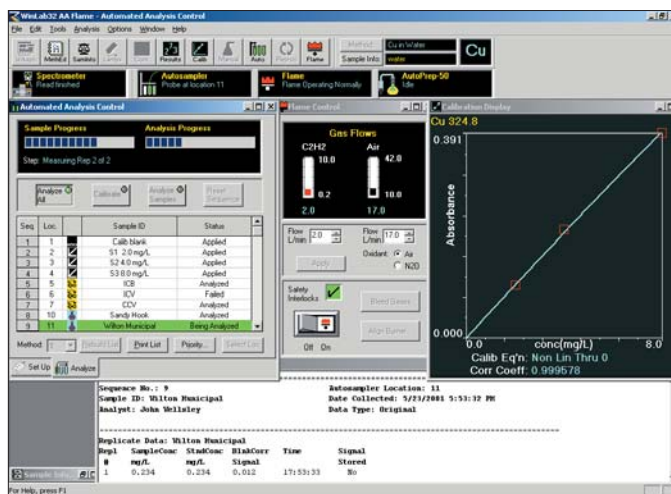 WinLab32 AA Flame - Automated Analysis Control
File Edit Tools Analysis Options Window Help
MethEd SamInfo Results Calib Manual Auto Flame
Method: Cu in Water
Sample Info: water
Cu
Spectrometer
Read finished
Autosampler
Probe at location 11
Flame
Flame Operating Normally
AutoPrep-50
Idle
Automated Analysis Control
Sample Progress Analysis Progress
Step: Measuring Rep 2 of 2
Analyze All
Calibrate
Analyze Samples
Reset Sequence
Seq Loc. Sample ID Status
1 1 Calib blank Applied
2 2 S1 2.0 mg/L Applied
3 3 S2 4.0 mg/L Applied
4 4 S3 8.0 mg/L Applied
5 5 ICB Analyzed
6 6 ICV Failed
7 7 CCV Analyzed
8 10 Sandy Hook Analyzed
9 11 Wilton Municipal Being Analyzed
Method: 1 Rebuild List Print List Priority... Select Loc.
Set Up Analyze
Flame Control
Gas Flows
C2H2 Air
10.0 42.0
0.2 10.0
2.0 17.0
Flow L/min 2.0
Flow L/min 17.0
Apply
Oxidant: Air
N2O
Safety Interlocks
Bleed Gases
Off On
Align Burner
Calibration Display
Cu 324.8
0.391
Absorbance
0.000
0.0 conc(mg/L) 8.0
Calib Eq'n: Non Lin Thru 0
Corr Coeff: 0.999578
Sequence No.: 9 Autosampler Location: 11
Sample ID: Wilton Municipal Date Collected: 5/23/2001 5:53:32 PM
Analyst: John Wellsley Data Type: Original
Replicate Data: Wilton Municipal
Repl SampleConc StndConc BlnkCorr Time Signal
# mg/L mg/L Signal Stored
1 0.234 0.234 0.012 17:53:33 No
Sample Info
For Help, press F1